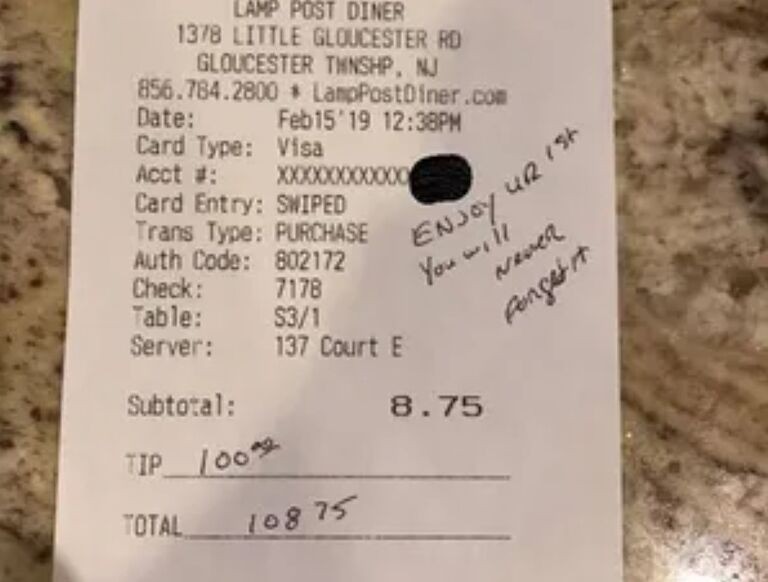 LAMP POST DINER
1378 LITTLE GLOUCESTER RD
GLOUCESTER TWNSHP, NJ
856.784.2800 * LampPostDiner.com
Date: Feb15'19 12:38PM
Card Type: Visa
Acct #: XXXXXXXXXXXX
Card Entry: SWIPED
Trans Type: PURCHASE
Auth Code: 802172
Check: 7178
Table: S3/1
Server: 137 Court E
ENJOY UR 1st
You will
Never
Forget it
Subtotal: 8.75
TIP 100 00
TOTAL 108 75